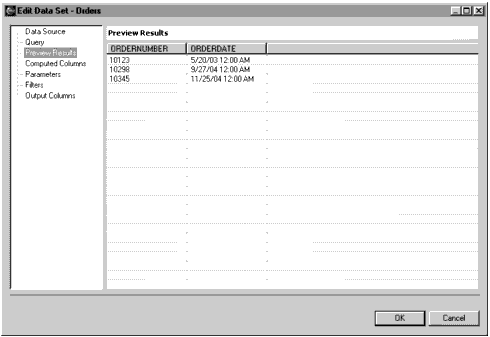 Edit Data Set - Orders
Data Source
Query
Preview Results
Computed Columns
Parameters
Filters
Output Columns
Preview Results
ORDERNUMBER ORDERDATE
10123 5/20/03 12:00 AM
10298 9/27/04 12:00 AM
10345 11/25/04 12:00 AM
OK Cancel